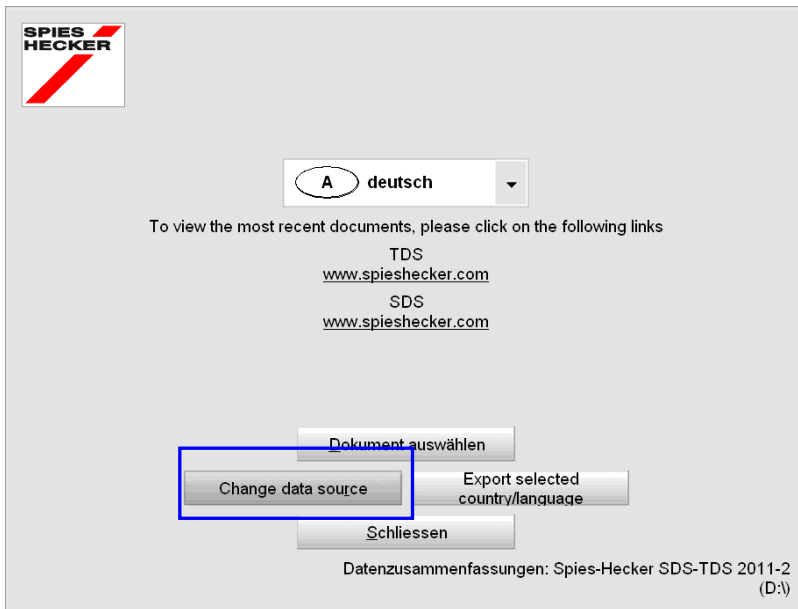 SPIES
HECKER
A deutsch
To view the most recent documents, please click on the following links
TDS
www.spieshecker.com
SDS
www.spieshecker.com
Dokument auswählen
Change data source
Export selected
country/language
Schliessen
Datenzusammenfassungen: Spies-Hecker SDS-TDS 2011-2
(D:\)